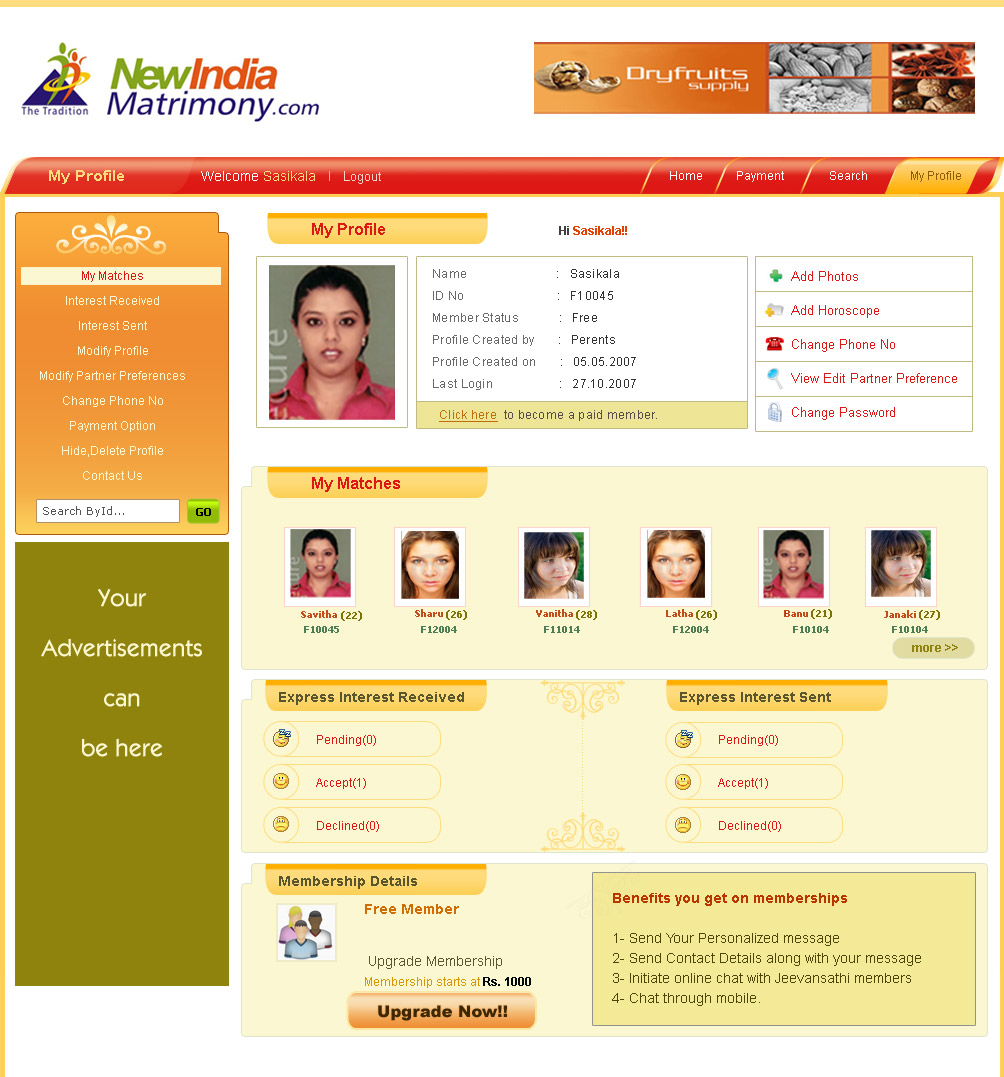 The Tradition
NewIndia
Matrimony.com
Dryfruits
supply
My Profile
Welcome Sasikala | Logout
Home
Payment
Search
My Profile
My Matches
Interest Received
Interest Sent
Modify Profile
Modify Partner Preferences
Change Phone No
Payment Option
Hide,Delete Profile
Contact Us
Search ById...
GO
Your
Advertisements
can
be here
My Profile
Hi Sasikala!!
Name : Sasikala
ID No : F10045
Member Status : Free
Profile Created by : Perents
Profile Created on : 05.05.2007
Last Login : 27.10.2007
Click here to become a paid member.
Add Photos
Add Horoscope
Change Phone No
View Edit Partner Preference
Change Password
My Matches
Savitha (22)
F10045
Sharu (26)
F12004
Vanitha (28)
F11014
Latha (26)
F12004
Banu (21)
F10104
Janaki (27)
F10104
more >>
Express Interest Received
Pending(0)
Accept(1)
Declined(0)
Express Interest Sent
Pending(0)
Accept(1)
Declined(0)
Membership Details
Free Member
Upgrade Membership
Membership starts at Rs. 1000
Upgrade Now!!
Benefits you get on memberships
1- Send Your Personalized message
2- Send Contact Details along with your message
3- Initiate online chat with Jeevansathi members
4- Chat through mobile.